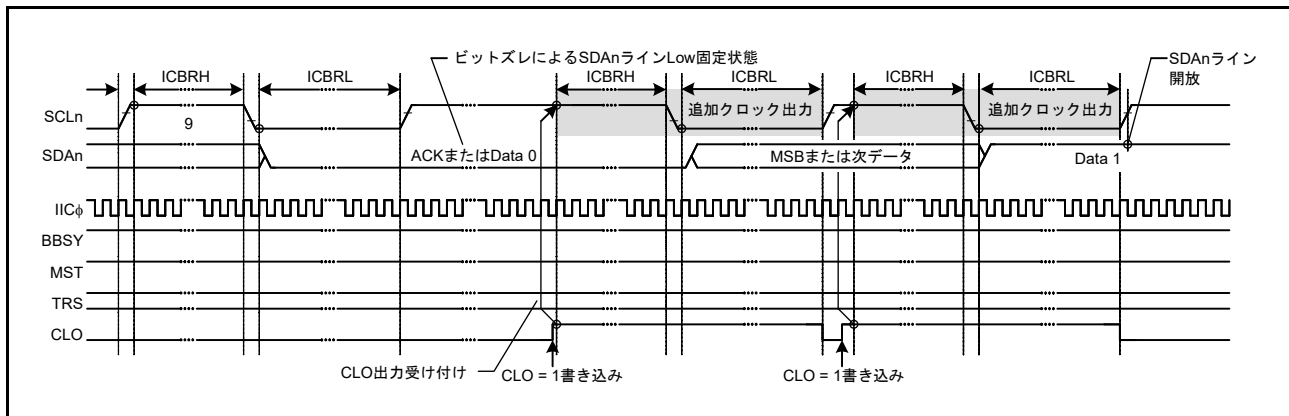 ビットズレによるSDAnラインLow固定状態
SDAnライン
開放
ICBRH
ICBRL
ICBRH
ICBRL
ICBRH
ICBRL
SCLn
9
追加クロック出力
追加クロック出力
SDAn
ACKまたはData 0
MSBまたは次データ
Data 1
IICϕ
BBSY
MST
TRS
CLO
CLO出力受け付け
CLO = 1書き込み
CLO = 1書き込み